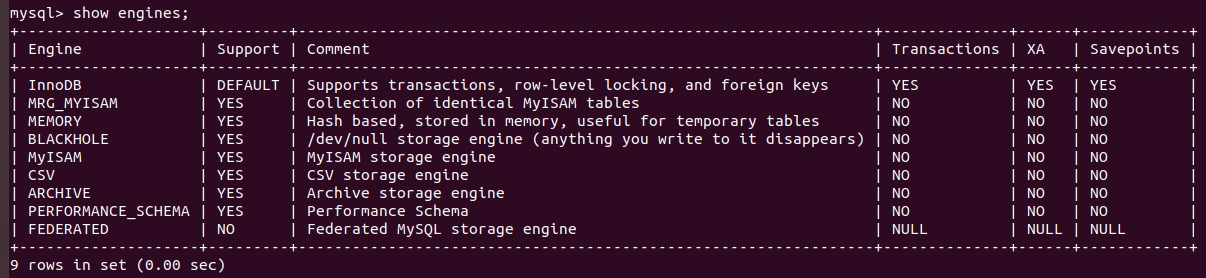 mysql> show engines;
+--------------------+---------+----------------------------------------------------------------+--------------+------+------------+
| Engine             | Support | Comment                                                        | Transactions | XA   | Savepoints |
+--------------------+---------+----------------------------------------------------------------+--------------+------+------------+
| InnoDB             | DEFAULT | Supports transactions, row-level locking, and foreign keys     | YES          | YES  | YES        |
| MRG_MYISAM         | YES     | Collection of identical MyISAM tables                          | NO           | NO   | NO         |
| MEMORY             | YES     | Hash based, stored in memory, useful for temporary tables      | NO           | NO   | NO         |
| BLACKHOLE          | YES     | /dev/null storage engine (anything you write to it disappears) | NO           | NO   | NO         |
| MyISAM             | YES     | MyISAM storage engine                                          | NO           | NO   | NO         |
| CSV                | YES     | CSV storage engine                                             | NO           | NO   | NO         |
| ARCHIVE            | YES     | Archive storage engine                                         | NO           | NO   | NO         |
| PERFORMANCE_SCHEMA | YES     | Performance Schema                                             | NO           | NO   | NO         |
| FEDERATED          | NO      | Federated MySQL storage engine                                 | NULL         | NULL | NULL       |
+--------------------+---------+----------------------------------------------------------------+--------------+------+------------+
9 rows in set (0.00 sec)